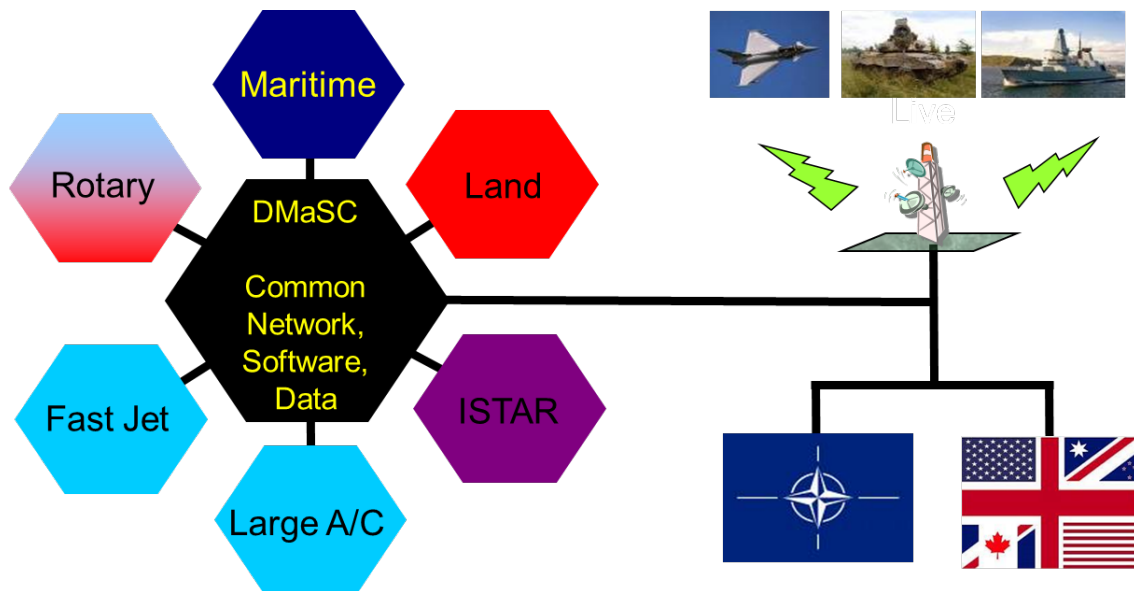 Maritime
Rotary
Land
DMaSC
Common
Network,
Software,
Data
Fast Jet
ISTAR
Large A/C
Live